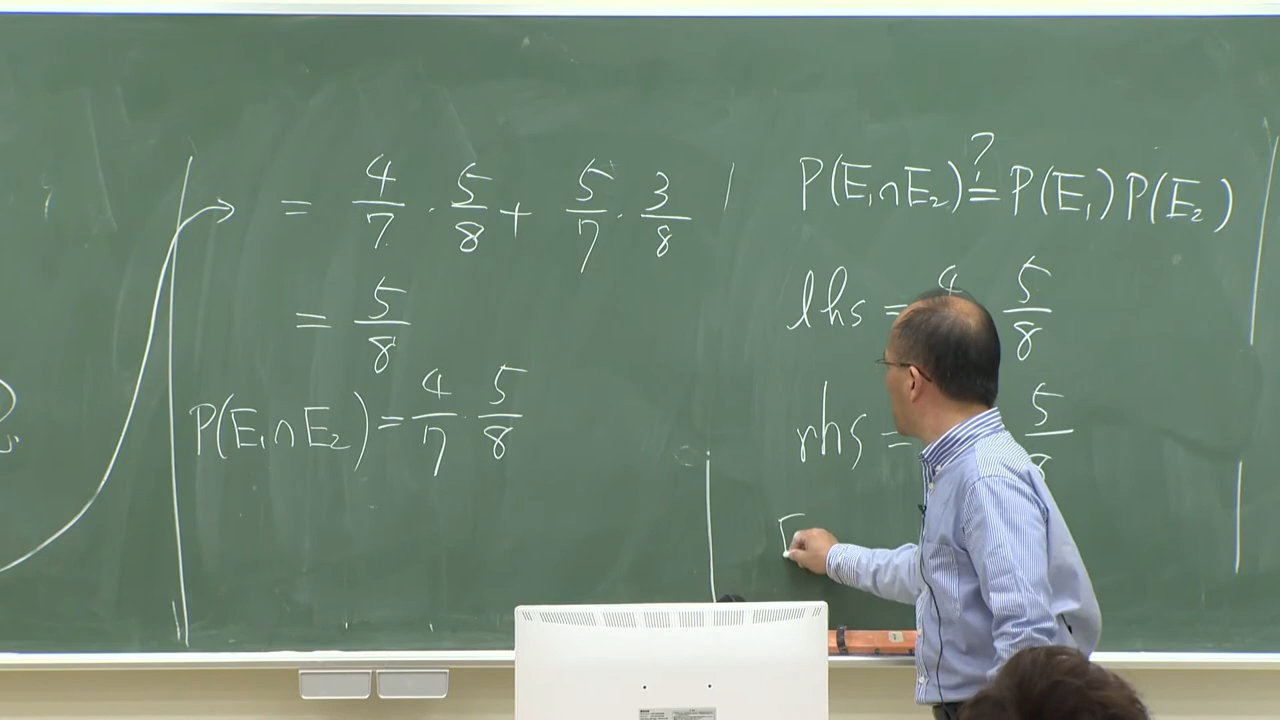 = 4/7 · 5/8 + 5/7 · 3/8
= 5/8
P(E₁∩E₂) = 4/7 · 5/8
P(E₁∩E₂) ≟ P(E₁)P(E₂)
lhs = 4 5/8
rhs = 5/8